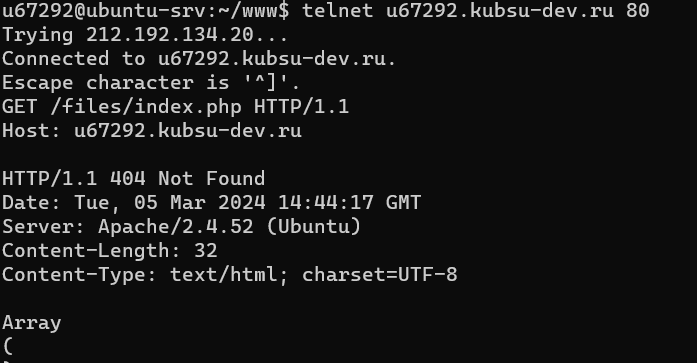 u67292@ubuntu-srv:~/www$ telnet u67292.kubsu-dev.ru 80
Trying 212.192.134.20...
Connected to u67292.kubsu-dev.ru.
Escape character is '^]'.
GET /files/index.php HTTP/1.1
Host: u67292.kubsu-dev.ru
HTTP/1.1 404 Not Found
Date: Tue, 05 Mar 2024 14:44:17 GMT
Server: Apache/2.4.52 (Ubuntu)
Content-Length: 32
Content-Type: text/html; charset=UTF-8
Array
(